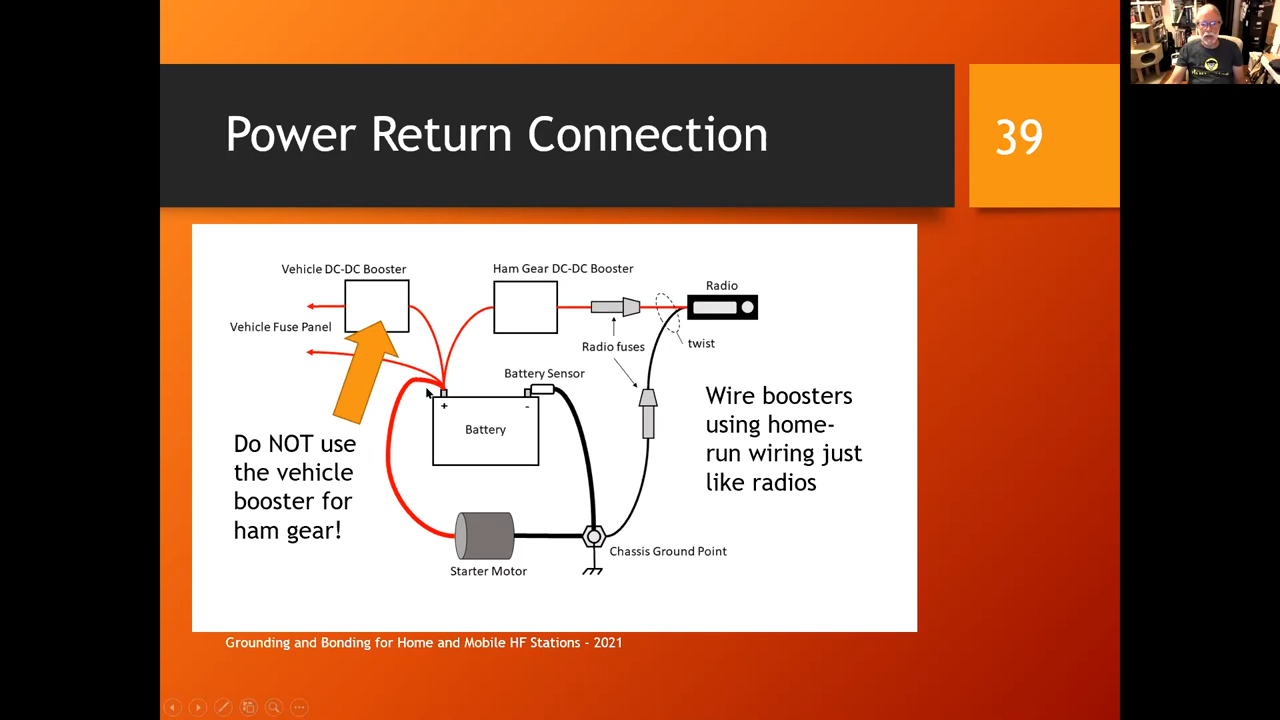 Power Return Connection
39
Vehicle DC-DC Booster
Ham Gear DC-DC Booster
Radio
Vehicle Fuse Panel
Radio fuses
twist
Battery Sensor
+
-
Battery
Wire boosters
using home-
run wiring just
like radios
Do NOT use
the vehicle
booster for
ham gear!
Chassis Ground Point
Starter Motor
Grounding and Bonding for Home and Mobile HF Stations - 2021